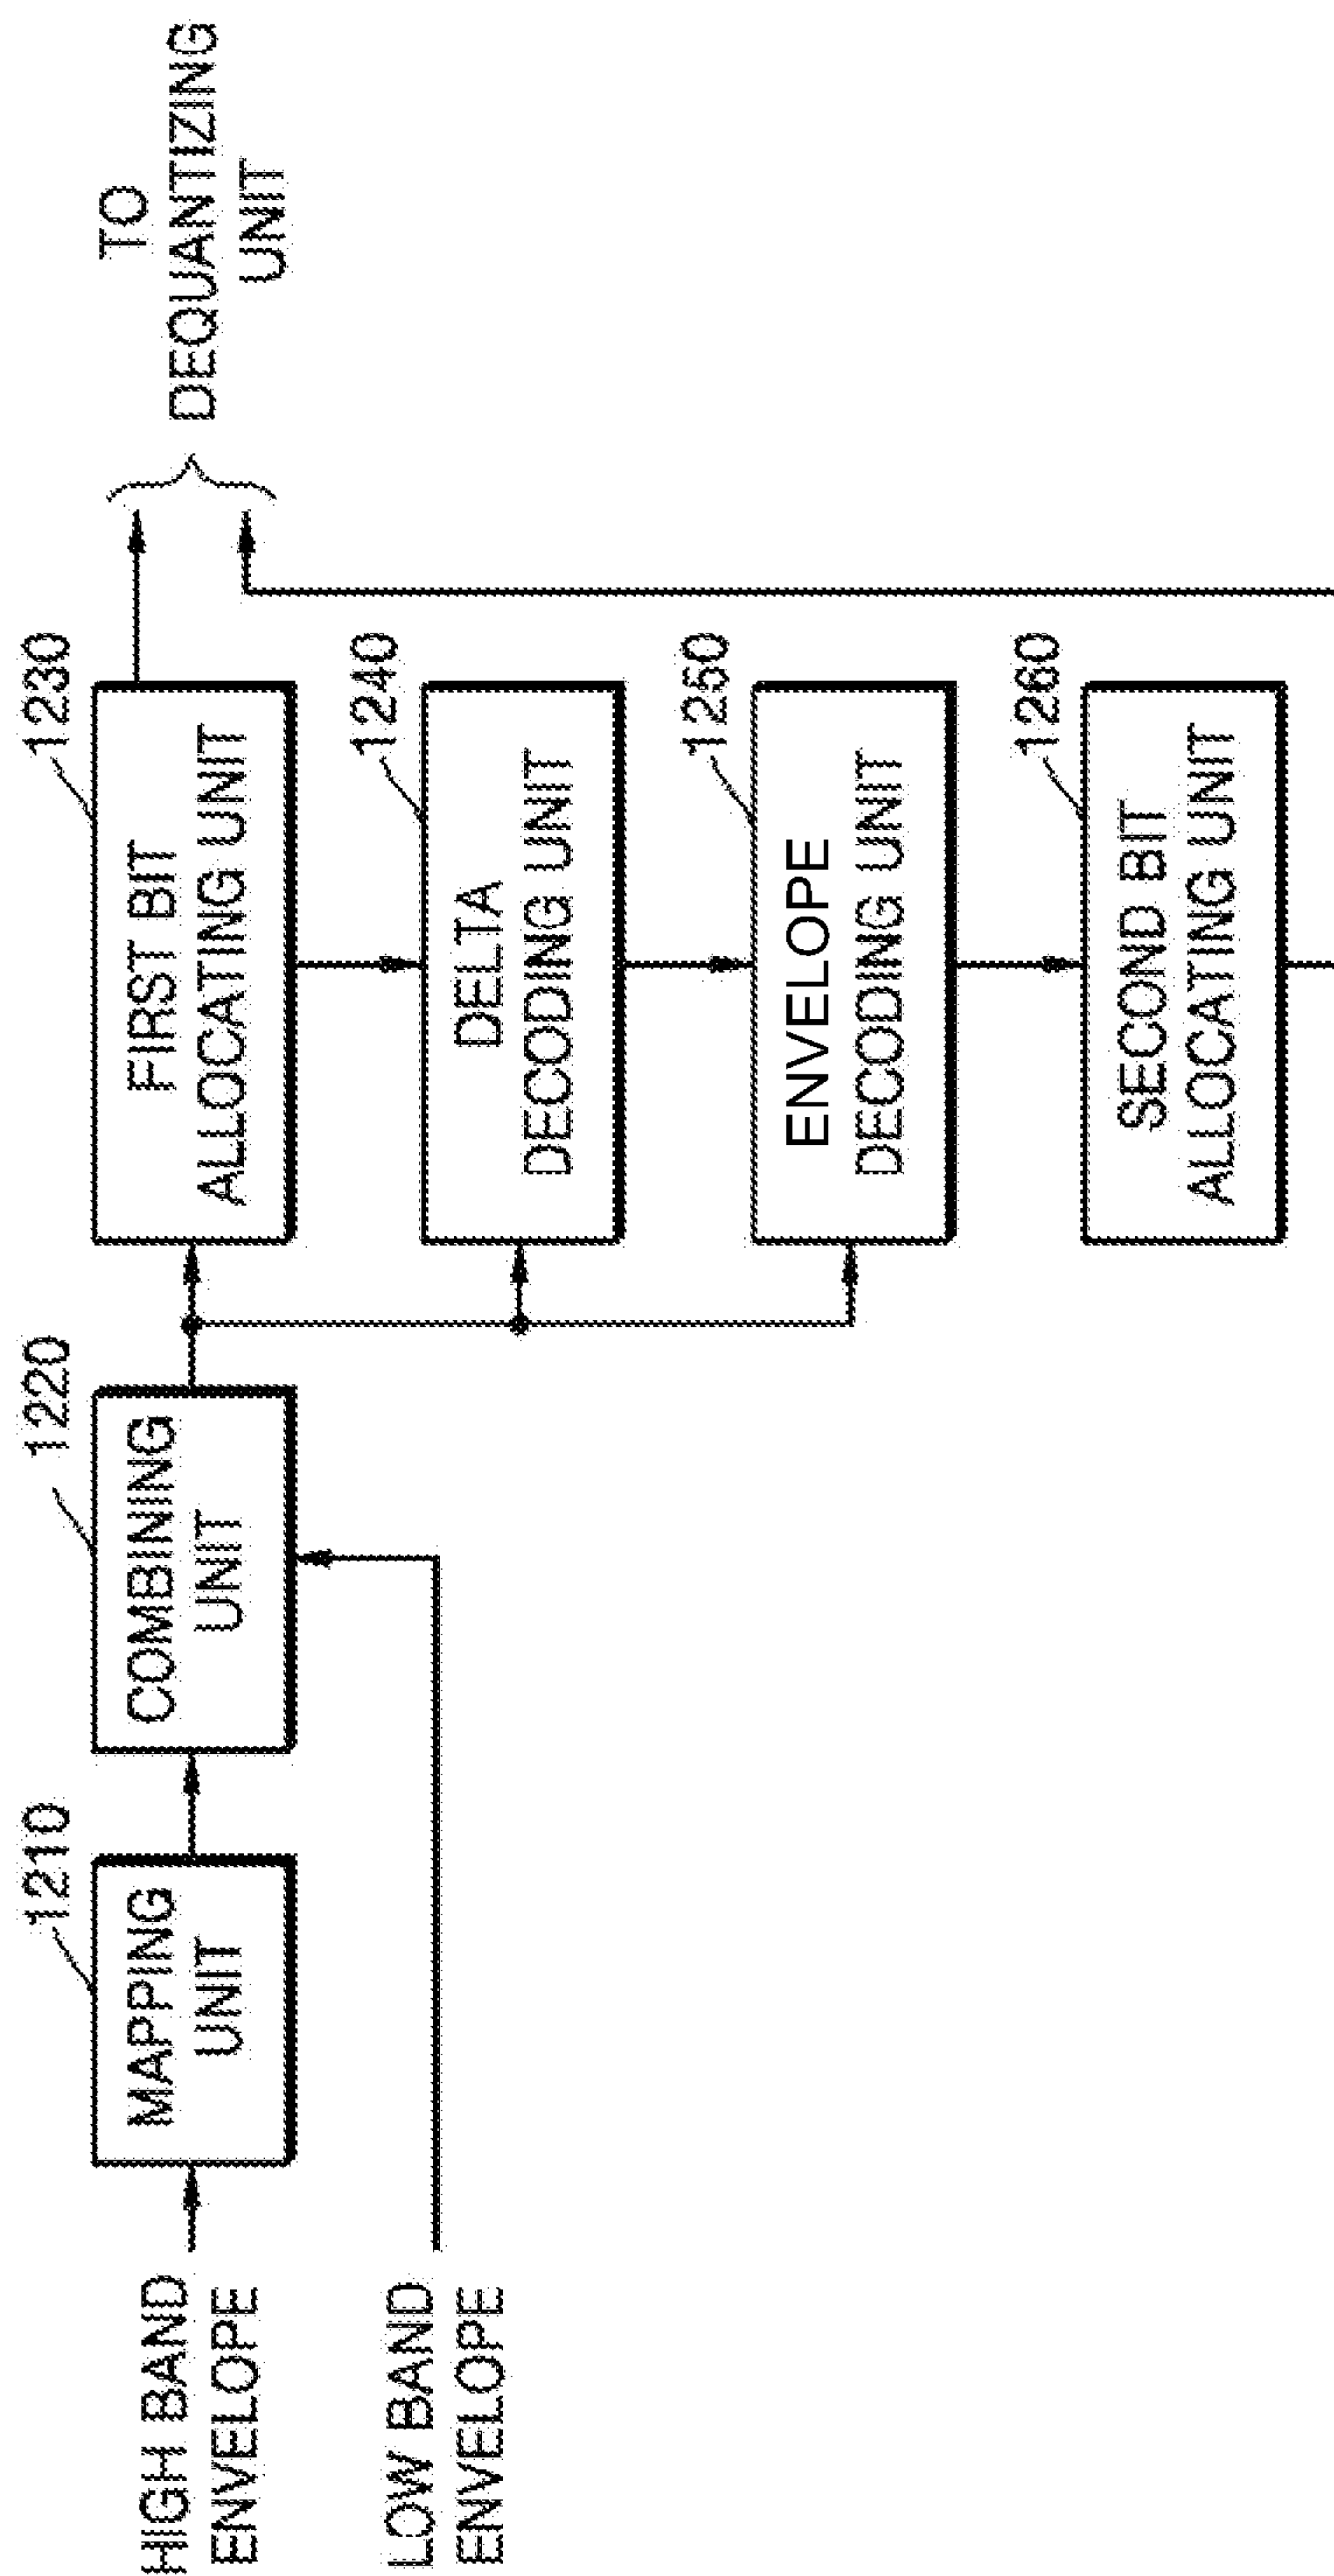 HIGH BAND
ENVELOPE
LOW BAND
ENVELOPE
1210
MAPPING
UNIT
1220
COMBINING
UNIT
1230
FIRST BIT
ALLOCATING UNIT
1240
DELTA
DECODING UNIT
1250
ENVELOPE
DECODING UNIT
1260
SECOND BIT
ALLOCATING UNIT
TO
DEQUANTIZING
UNIT